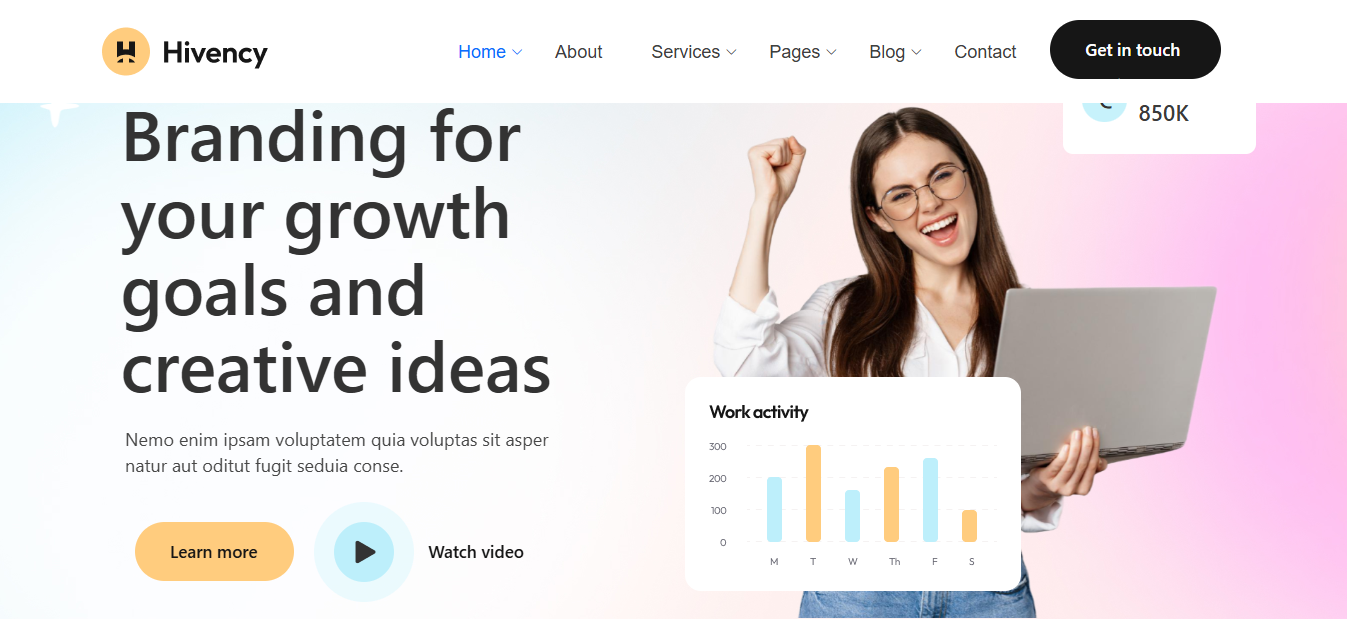 Hivency
Home
About
Services
Pages
Blog
Contact
Get in touch
850K
Branding for
your growth
goals and
creative ideas
Nemo enim ipsam voluptatem quia voluptas sit asper
natur aut oditut fugit seduia conse.
Learn more
Watch video
Work activity
300
200
100
0
M T W Th F S